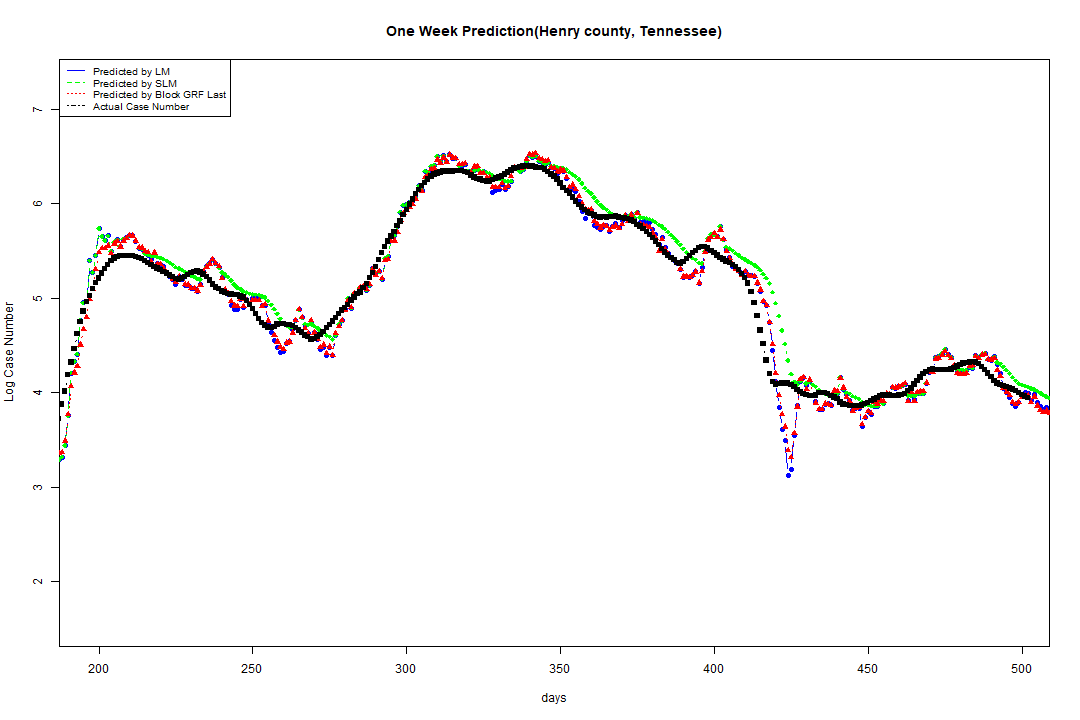 One Week Prediction(Henry county, Tennessee)
Predicted by LM
Predicted by SLM
Predicted by Block GRF Last
Actual Case Number
7
6
5
4
3
2
Log Case Number
200 250 300 350 400 450 500
days